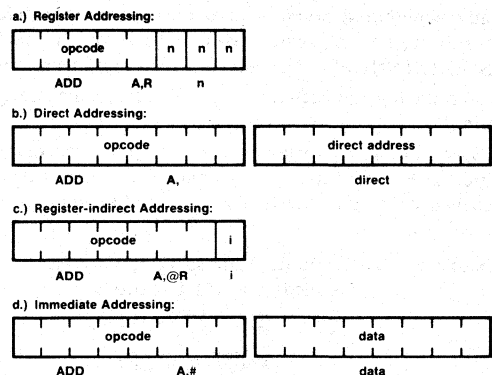 a.) Register Addressing:
opcode n n n
ADD A,R n
b.) Direct Addressing:
opcode direct address
ADD A, direct
c.) Register-indirect Addressing:
opcode i
ADD A,@R i
d.) Immediate Addressing:
opcode data
ADD A,# data